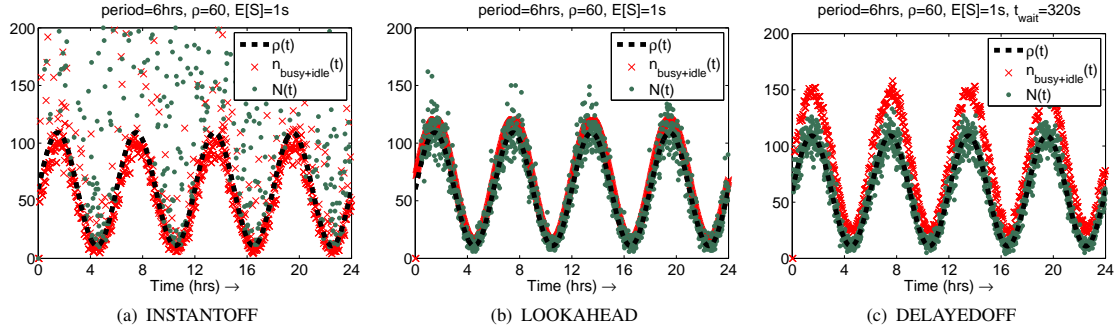 period=6hrs, ρ=60, E[S]=1s
200
150
100
50
0
0 4 8 12 16 20 24
Time (hrs) →
ρ(t)
n_busy+idle(t)
N(t)
(a) INSTANTOFF
period=6hrs, ρ=60, E[S]=1s
200
150
100
50
0
0 4 8 12 16 20 24
Time (hrs) →
ρ(t)
n_busy+idle(t)
N(t)
(b) LOOKAHEAD
period=6hrs, ρ=60, E[S]=1s, t_wait=320s
200
150
100
50
0
0 4 8 12 16 20 24
Time (hrs) →
ρ(t)
n_busy+idle(t)
N(t)
(c) DELAYEDOFF